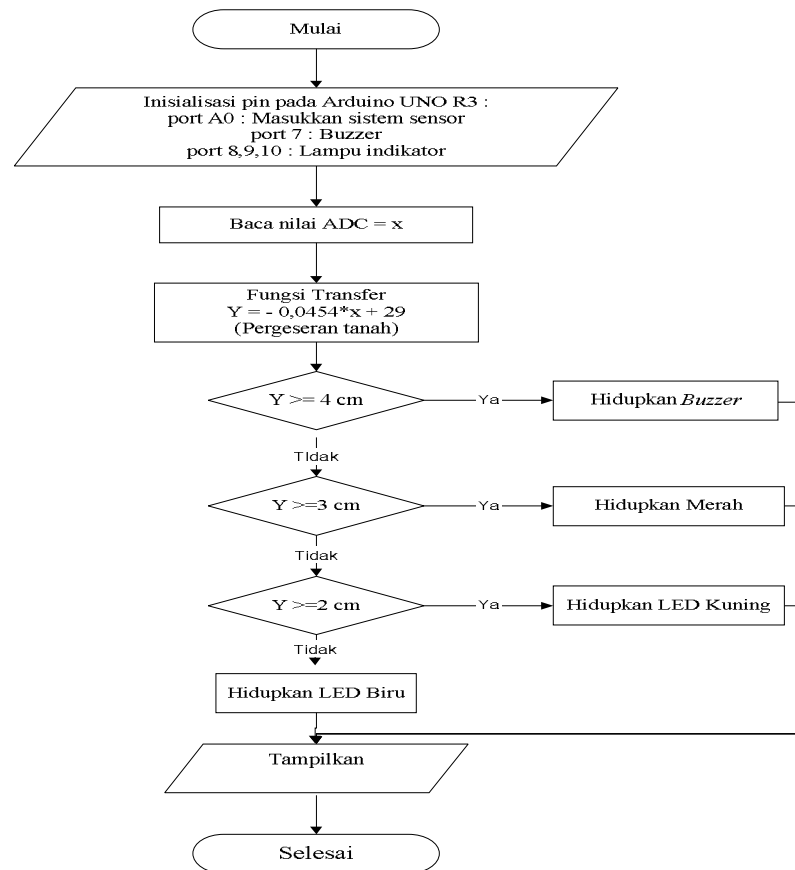 Mulai
Inisialisasi pin pada Arduino UNO R3 :
port A0 : Masukkan sistem sensor
port 7 : Buzzer
port 8,9,10 : Lampu indikator
Baca nilai ADC = x
Fungsi Transfer
Y = - 0,0454*x + 29
(Pergeseran tanah)
Y >= 4 cm
Ya
Hidupkan Buzzer
Tidak
Y >=3 cm
Ya
Hidupkan Merah
Tidak
Y >=2 cm
Ya
Hidupkan LED Kuning
Tidak
Hidupkan LED Biru
Tampilkan
Selesai